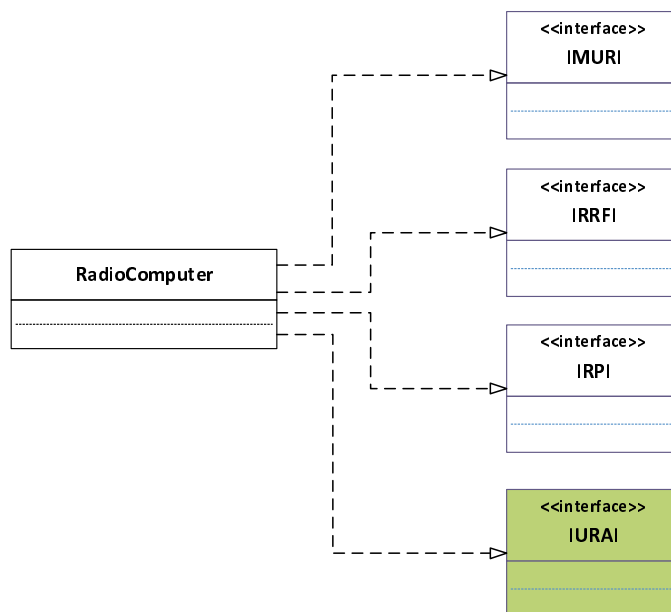 <<interface>>
IMURI
<<interface>>
IRRFI
RadioComputer
<<interface>>
IRPI
<<interface>>
IURAI